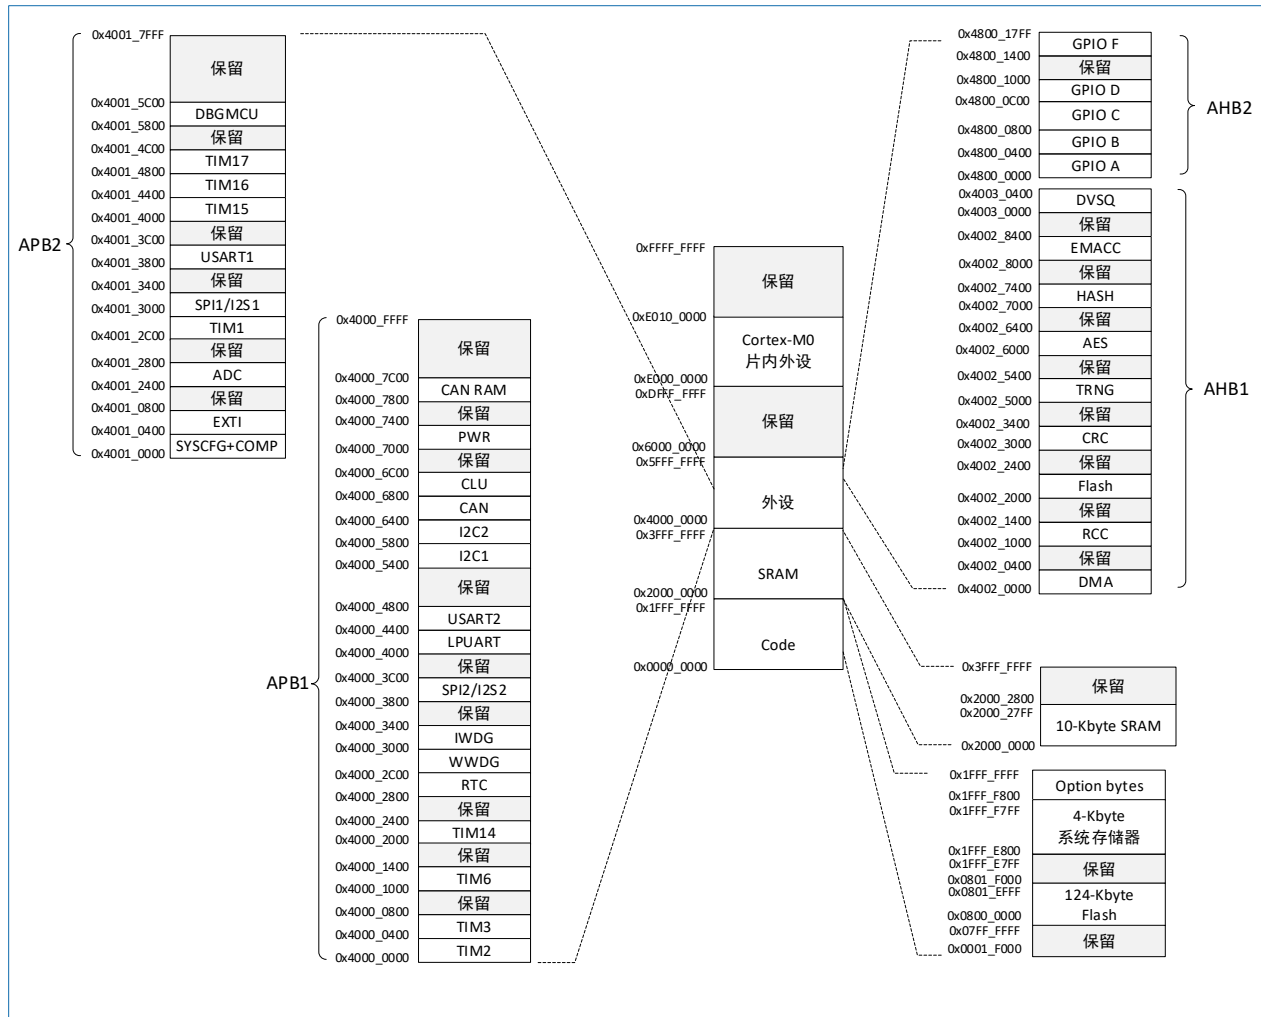 0x4001_7FFF
保留
0x4001_5C00
DBGMCU
0x4001_5800
保留
0x4001_4C00
TIM17
0x4001_4800
TIM16
0x4001_4400
TIM15
0x4001_4000
保留
0x4001_3C00
USART1
0x4001_3800
保留
0x4001_3400
SPI1/I2S1
0x4001_3000
TIM1
0x4001_2C00
保留
0x4001_2800
ADC
0x4001_2400
保留
0x4001_0800
EXTI
0x4001_0400
SYSCFG+COMP
0x4001_0000
APB2
0x4000_FFFF
保留
0x4000_7C00
CAN RAM
0x4000_7800
保留
0x4000_7400
PWR
0x4000_7000
保留
0x4000_6C00
CLU
0x4000_6800
CAN
0x4000_6400
I2C2
0x4000_5800
I2C1
0x4000_5400
保留
0x4000_4800
USART2
0x4000_4400
LPUART
0x4000_4000
保留
0x4000_3C00
SPI2/I2S2
0x4000_3800
保留
0x4000_3400
IWDG
0x4000_3000
WWDG
0x4000_2C00
RTC
0x4000_2800
保留
0x4000_2400
TIM14
0x4000_2000
保留
0x4000_1400
TIM6
0x4000_1000
保留
0x4000_0800
TIM3
0x4000_0400
TIM2
0x4000_0000
APB1
0xFFFF_FFFF
保留
0xE010_0000
Cortex-M0
片内外设
0xE000_0000
0xDFFF_FFFF
保留
0x6000_0000
0x5FFF_FFFF
外设
0x4000_0000
0x3FFF_FFFF
SRAM
0x2000_0000
0x1FFF_FFFF
Code
0x0000_0000
0x4800_17FF
GPIO F
0x4800_1400
保留
0x4800_1000
GPIO D
0x4800_0C00
GPIO C
0x4800_0800
GPIO B
0x4800_0400
GPIO A
0x4800_0000
AHB2
0x4003_0400
DVSQ
0x4003_0000
保留
0x4002_8400
EMACC
0x4002_8000
保留
0x4002_7400
HASH
0x4002_7000
保留
0x4002_6400
AES
0x4002_6000
保留
0x4002_5400
TRNG
0x4002_5000
保留
0x4002_3400
CRC
0x4002_3000
保留
0x4002_2400
Flash
0x4002_2000
保留
0x4002_1400
RCC
0x4002_1000
保留
0x4002_0400
DMA
0x4002_0000
AHB1
0x3FFF_FFFF
保留
0x2000_2800
0x2000_27FF
10-Kbyte SRAM
0x2000_0000
0x1FFF_FFFF
Option bytes
0x1FFF_F800
0x1FFF_F7FF
4-Kbyte
系统存储器
0x1FFF_E800
0x1FFF_E7FF
保留
0x0801_F000
0x0801_EFFF
124-Kbyte
Flash
0x0800_0000
0x07FF_FFFF
保留
0x0001_F000